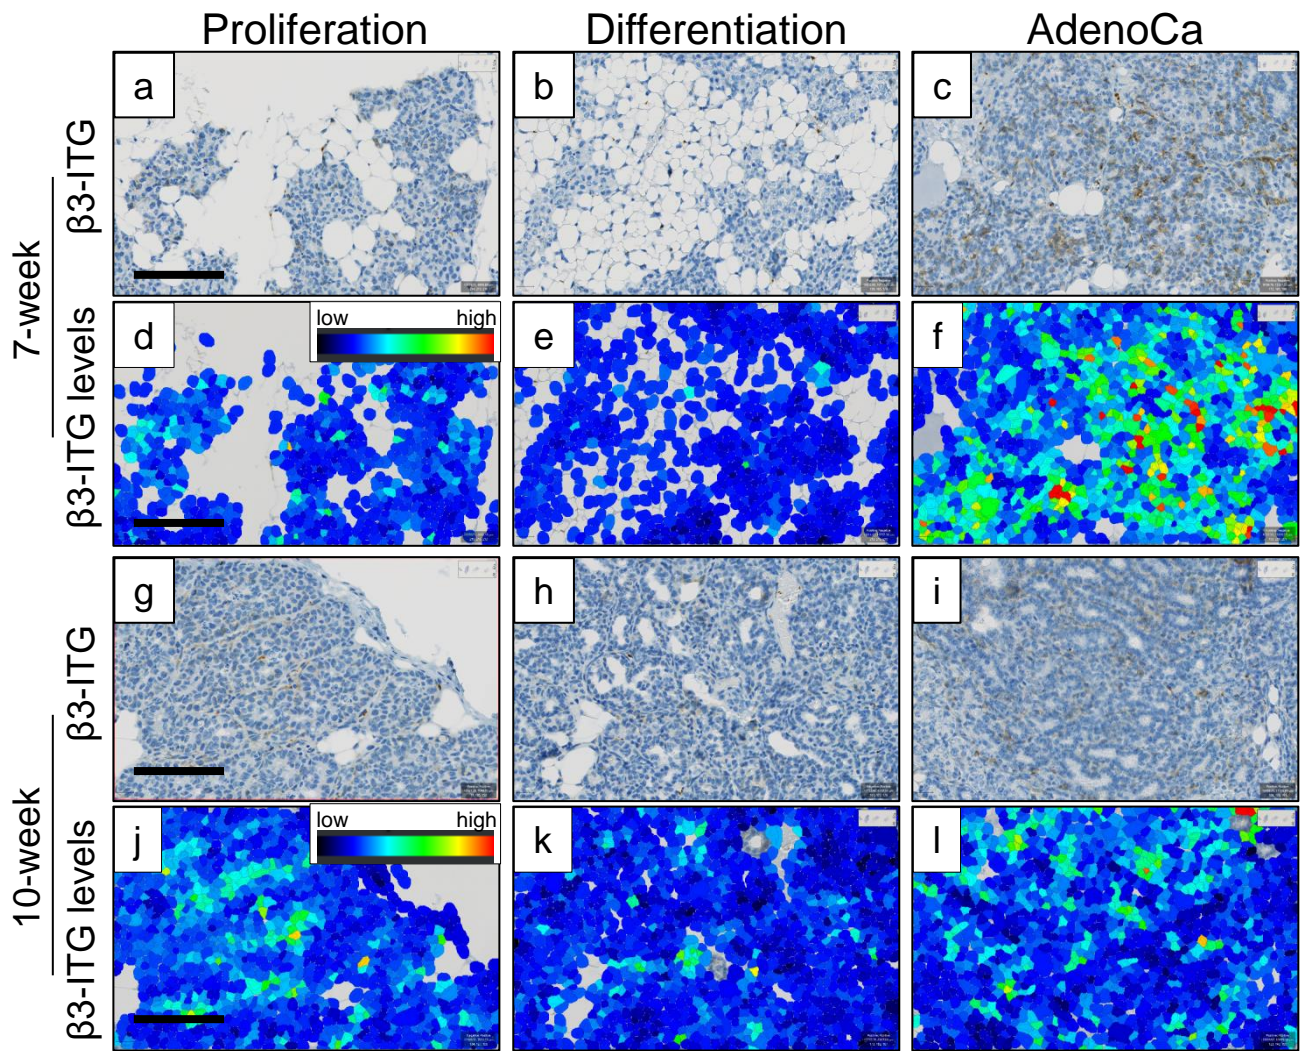 Proliferation Differentiation AdenoCa
7-week
β3-ITG
a b c
β3-ITG levels
d low high e f
10-week
β3-ITG
g h i
β3-ITG levels
j low high k l